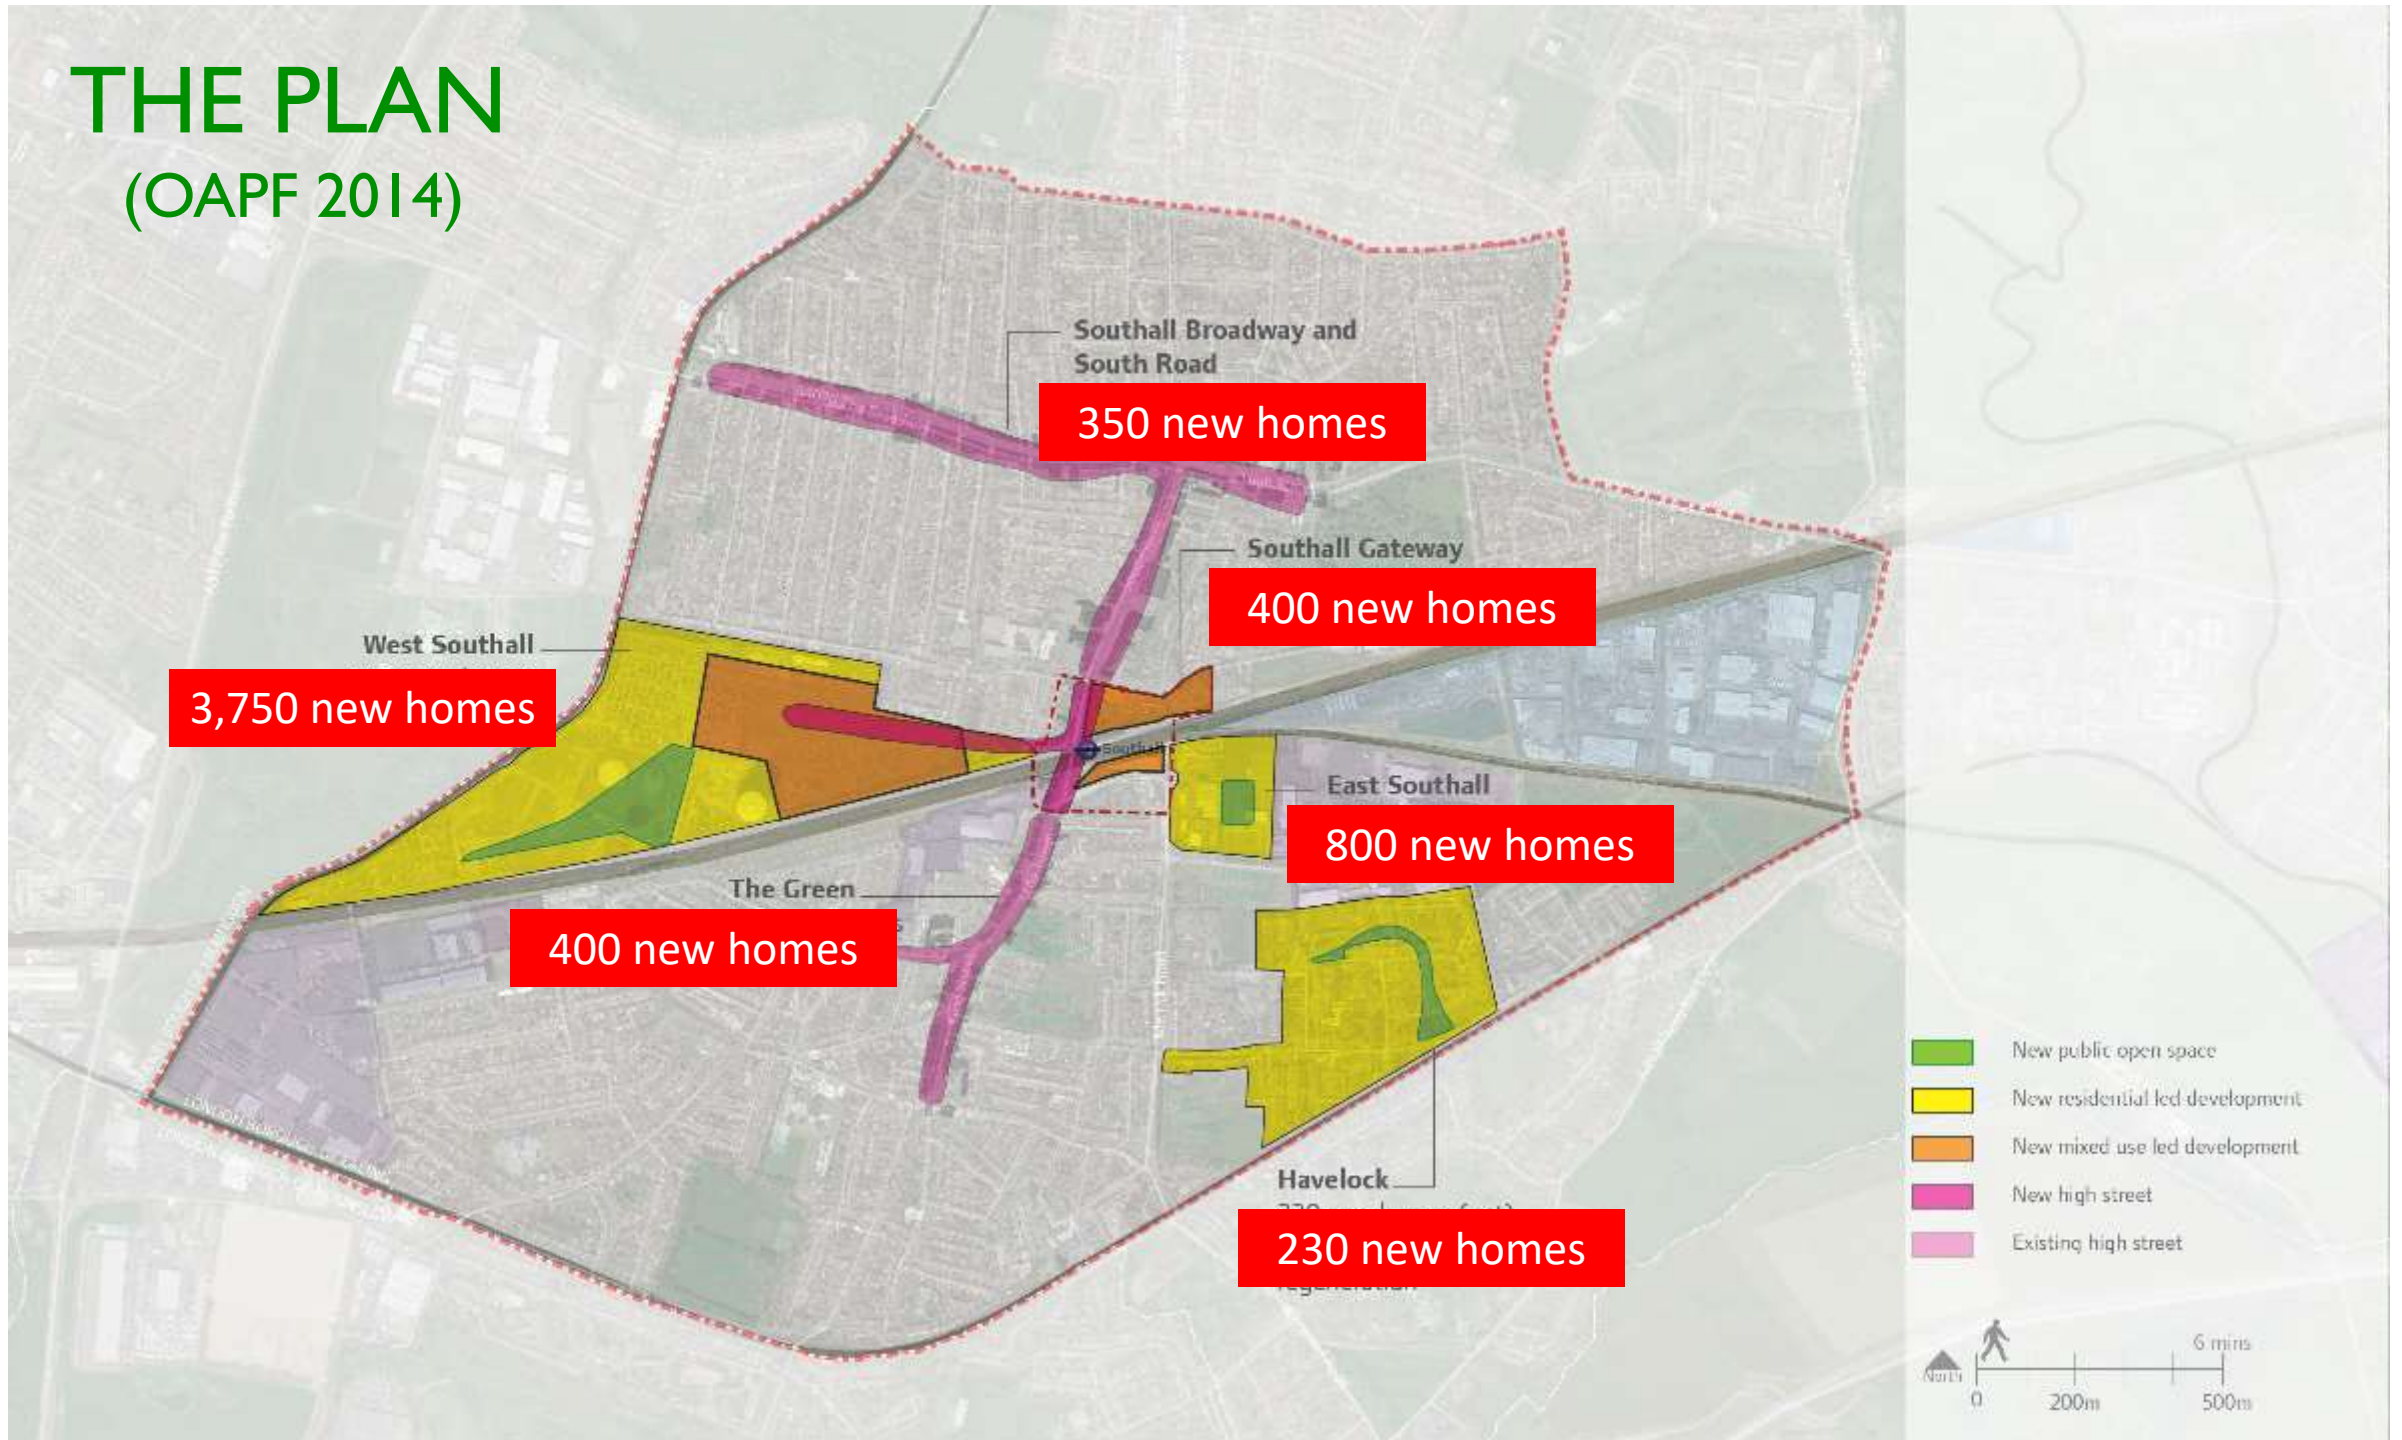 THE PLAN
(OAPF 2014)
Southall Broadway and
South Road
350 new homes
Southall Gateway
400 new homes
West Southall
3,750 new homes
Southall
East Southall
800 new homes
The Green
400 new homes
Havelock
230 new homes
regeneration
New public open space
New residential led development
New mixed use led development
New high street
Existing high street
6 mins
North
0
200m
500m